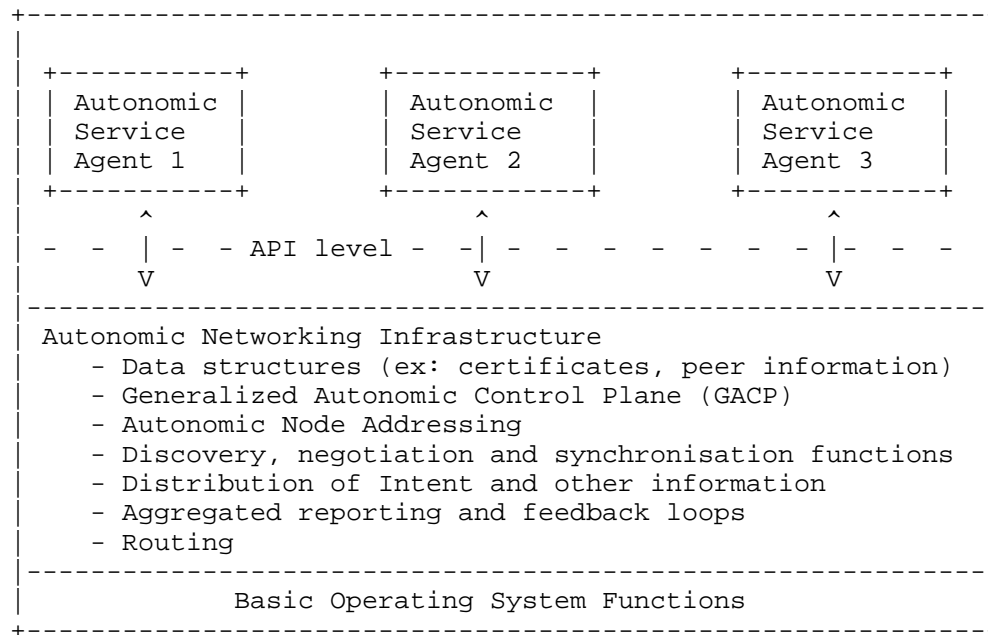 Autonomic Autonomic Autonomic
Service Service Service
Agent 1 Agent 2 Agent 3
^ ^ ^
- - | - - API level - -| - - - - - - - |- - -
V V V
Autonomic Networking Infrastructure
- Data structures (ex: certificates, peer information)
- Generalized Autonomic Control Plane (GACP)
- Autonomic Node Addressing
- Discovery, negotiation and synchronisation functions
- Distribution of Intent and other information
- Aggregated reporting and feedback loops
- Routing
Basic Operating System Functions